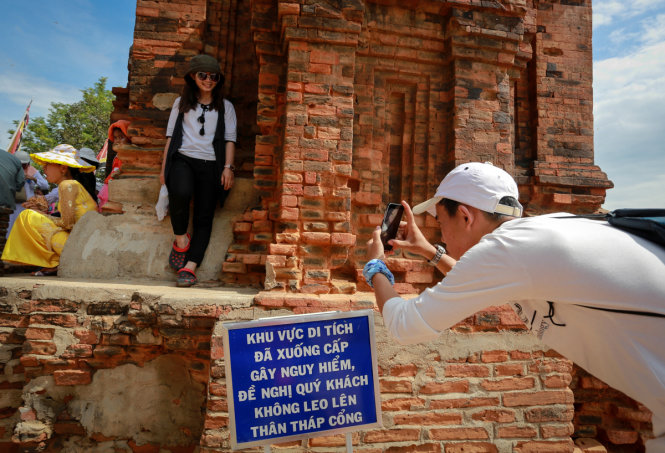 KHU VỰC DI TÍCH
ĐÃ XUỐNG CẤP
GÂY NGUY HIỂM,
ĐỀ NGHỊ QUÝ KHÁCH
KHÔNG LEO LÊN
THÂN THÁP CỔNG